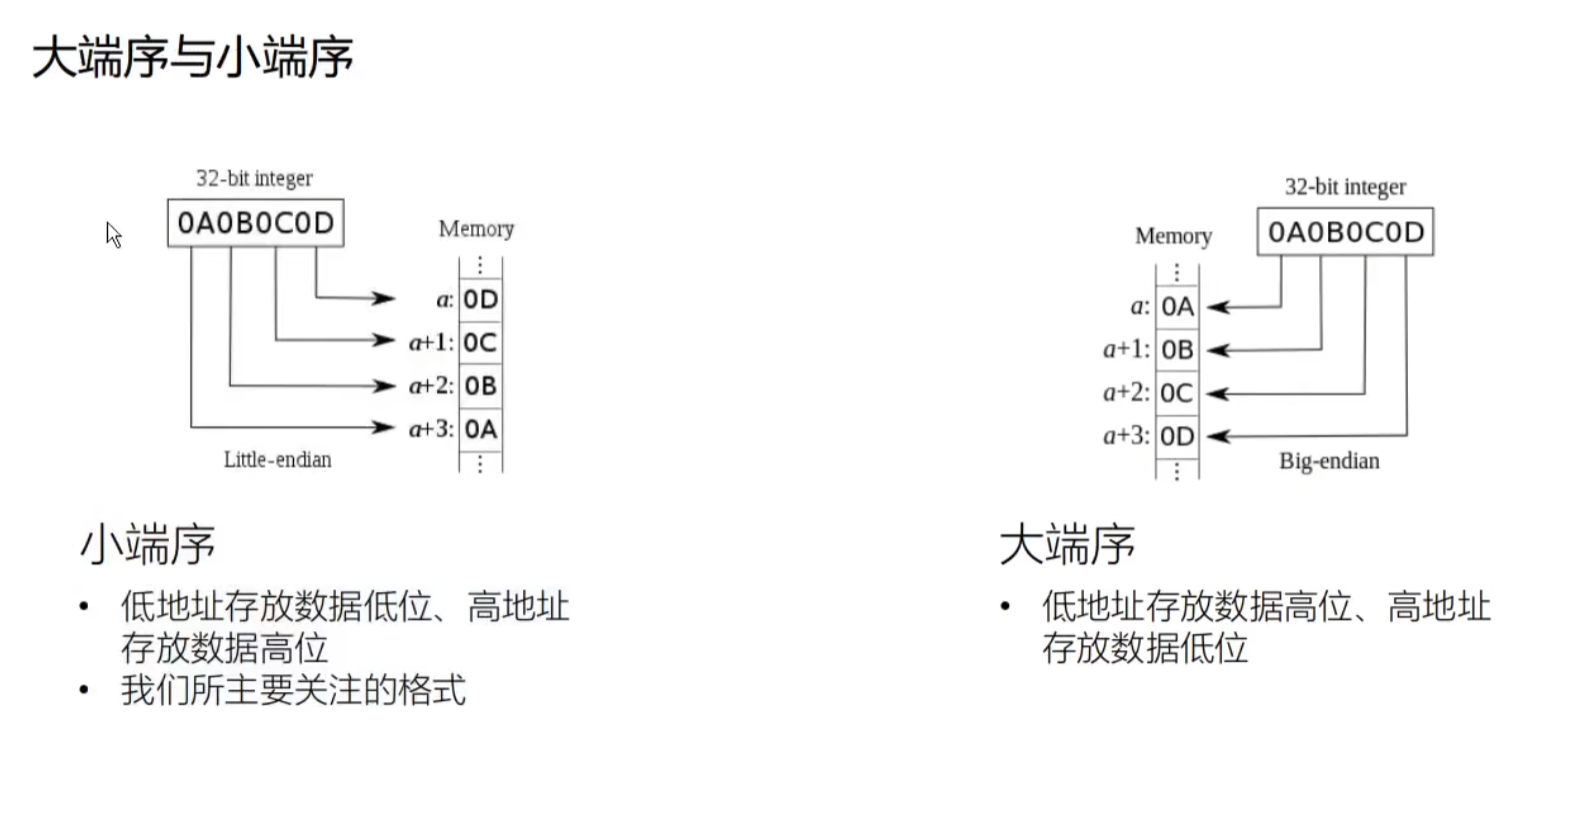 大端序与小端序
32-bit integer
0A0B0C0D
Memory
⋮
a: 0D
a+1: 0C
a+2: 0B
a+3: 0A
⋮
Little-endian
小端序
• 低地址存放数据低位、高地址
存放数据高位
• 我们所主要关注的格式
32-bit integer
0A0B0C0D
Memory
⋮
a: 0A
a+1: 0B
a+2: 0C
a+3: 0D
⋮
Big-endian
大端序
• 低地址存放数据高位、高地址
存放数据低位